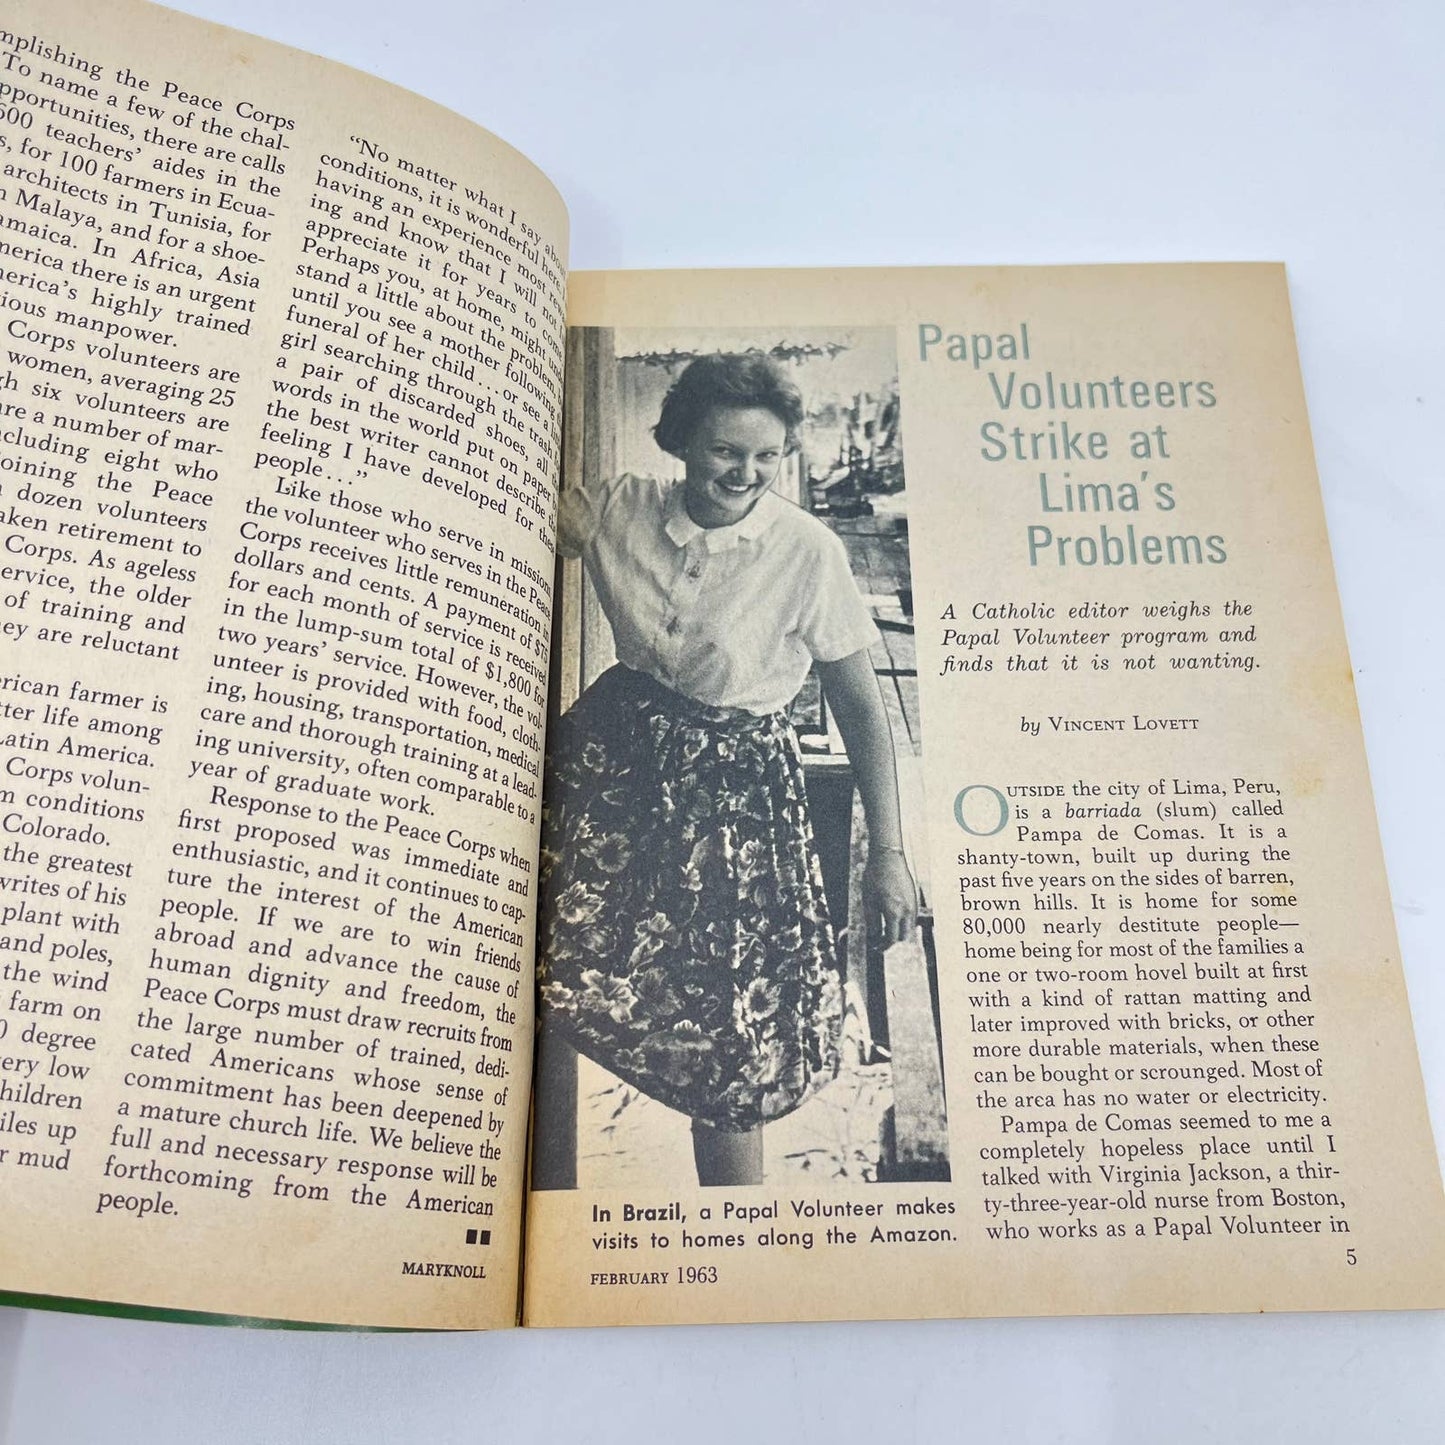 mplishing the Peace Corps
To name a few of the chal-
pportunities, there are calls
600 teachers' aides in the
s, for 100 farmers in Ecua-
architects in Tunisia, for
n Malaya, and for a shoe-
amaica. In Africa, Asia
merica there is an urgent
merica's highly trained
ious manpower.
Corps volunteers are
women, averaging 25
gh six volunteers are
are a number of mar-
ncluding eight who
oining the Peace
dozen volunteers
aken retirement to
Corps. As ageless
ervice, the older
of training and
hey are reluctant
rican farmer is
tter life among
Latin America.
Corps volun-
m conditions
Colorado.
the greatest
writes of his
plant with
and poles,
the wind
farm on
0 degree
very low
children
iles up
r mud
"No matter what I say about
conditions, it is wonderful here. I
having an experience most rew
ing and know that I will not f
appreciate it for years to come
Perhaps you, at home, might und
stand a little about the problem, b
until you see a mother following the
funeral of her child . . . or see a little
girl searching through the trash f
a pair of discarded shoes, all the
words in the world put on paper b
the best writer cannot describe the
feeling I have developed for these
people . . ."
Like those who serve in mission
the volunteer who serves in the Peace
Corps receives little remuneration in
dollars and cents. A payment of $75
for each month of service is received
in the lump-sum total of $1,800 for
two years' service. However, the vol-
unteer is provided with food, cloth-
ing, housing, transportation, medical
care and thorough training at a lead-
ing university, often comparable to a
year of graduate work.
Response to the Peace Corps when
first proposed was immediate and
enthusiastic, and it continues to cap-
ture the interest of the American
people. If we are to win friends
abroad and advance the cause of
human dignity and freedom, the
Peace Corps must draw recruits from
the large number of trained, dedi-
cated Americans whose sense of
commitment has been deepened by
a mature church life. We believe the
full and necessary response will be
forthcoming from the American
people.
MARYKNOLL
Papal
Volunteers
Strike at
Lima's
Problems
A Catholic editor weighs the
Papal Volunteer program and
finds that it is not wanting.
by VINCENT LOVETT
OUTSIDE the city of Lima, Peru,
is a barriada (slum) called
Pampa de Comas. It is a
shanty-town, built up during the
past five years on the sides of barren,
brown hills. It is home for some
80,000 nearly destitute people—
home being for most of the families a
one or two-room hovel built at first
with a kind of rattan matting and
later improved with bricks, or other
more durable materials, when these
can be bought or scrounged. Most of
the area has no water or electricity.
Pampa de Comas seemed to me a
completely hopeless place until I
talked with Virginia Jackson, a thir-
ty-three-year-old nurse from Boston,
who works as a Papal Volunteer in
In Brazil, a Papal Volunteer makes
visits to homes along the Amazon.
FEBRUARY 1963
5